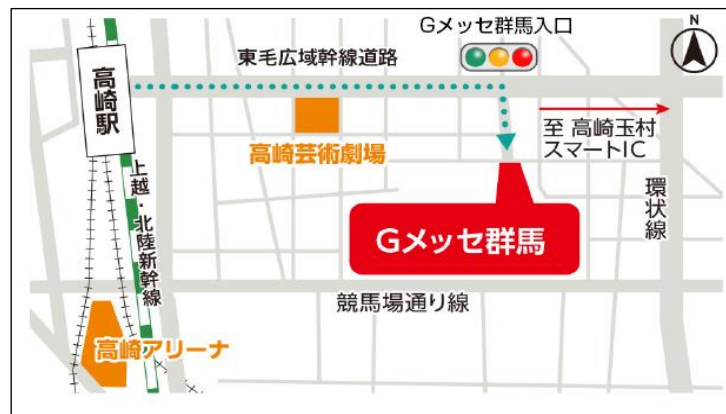 Gメッセ群馬入口
N
東毛広域幹線道路
高崎駅
至 高崎玉村
スマートIC
高崎芸術劇場
上越・北陸新幹線
環状線
Gメッセ群馬
競馬場通り線
高崎アリーナ